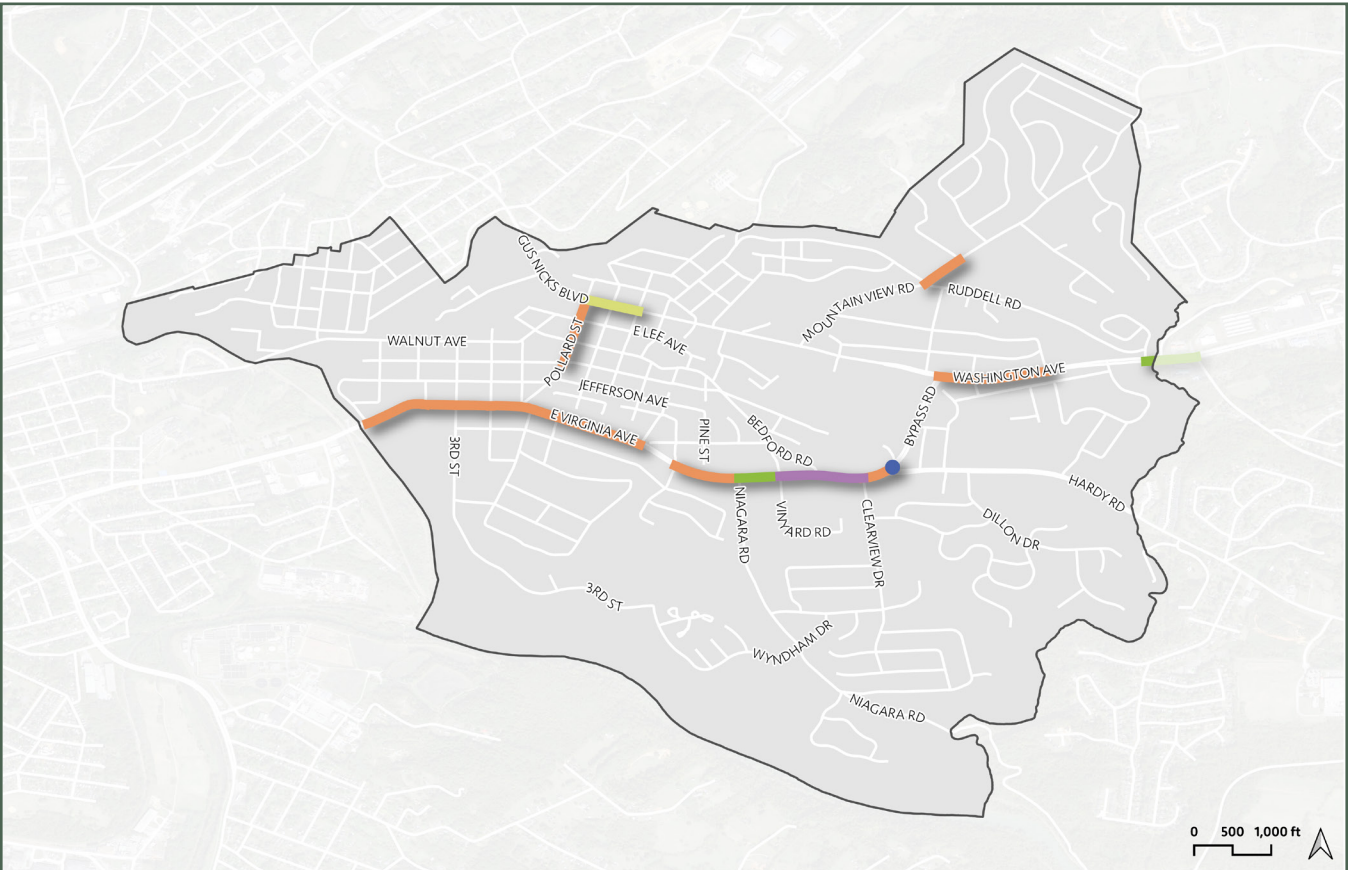 GUS NICKS BLVD
MOUNTAIN VIEW RD
RUDDELL RD
WALNUT AVE
POLLARD ST
E LEE AVE
WASHINGTON AVE
JEFFERSON AVE
BYPASS RD
E VIRGINIA AVE
3RD ST
PINE ST
BEDFORD RD
HARDY RD
NIAGARA RD
VINYARD RD
CLEARVIEW DR
DILLON DR
3RD ST
WYNDHAM DR
NIAGARA RD
0 500 1,000 ft